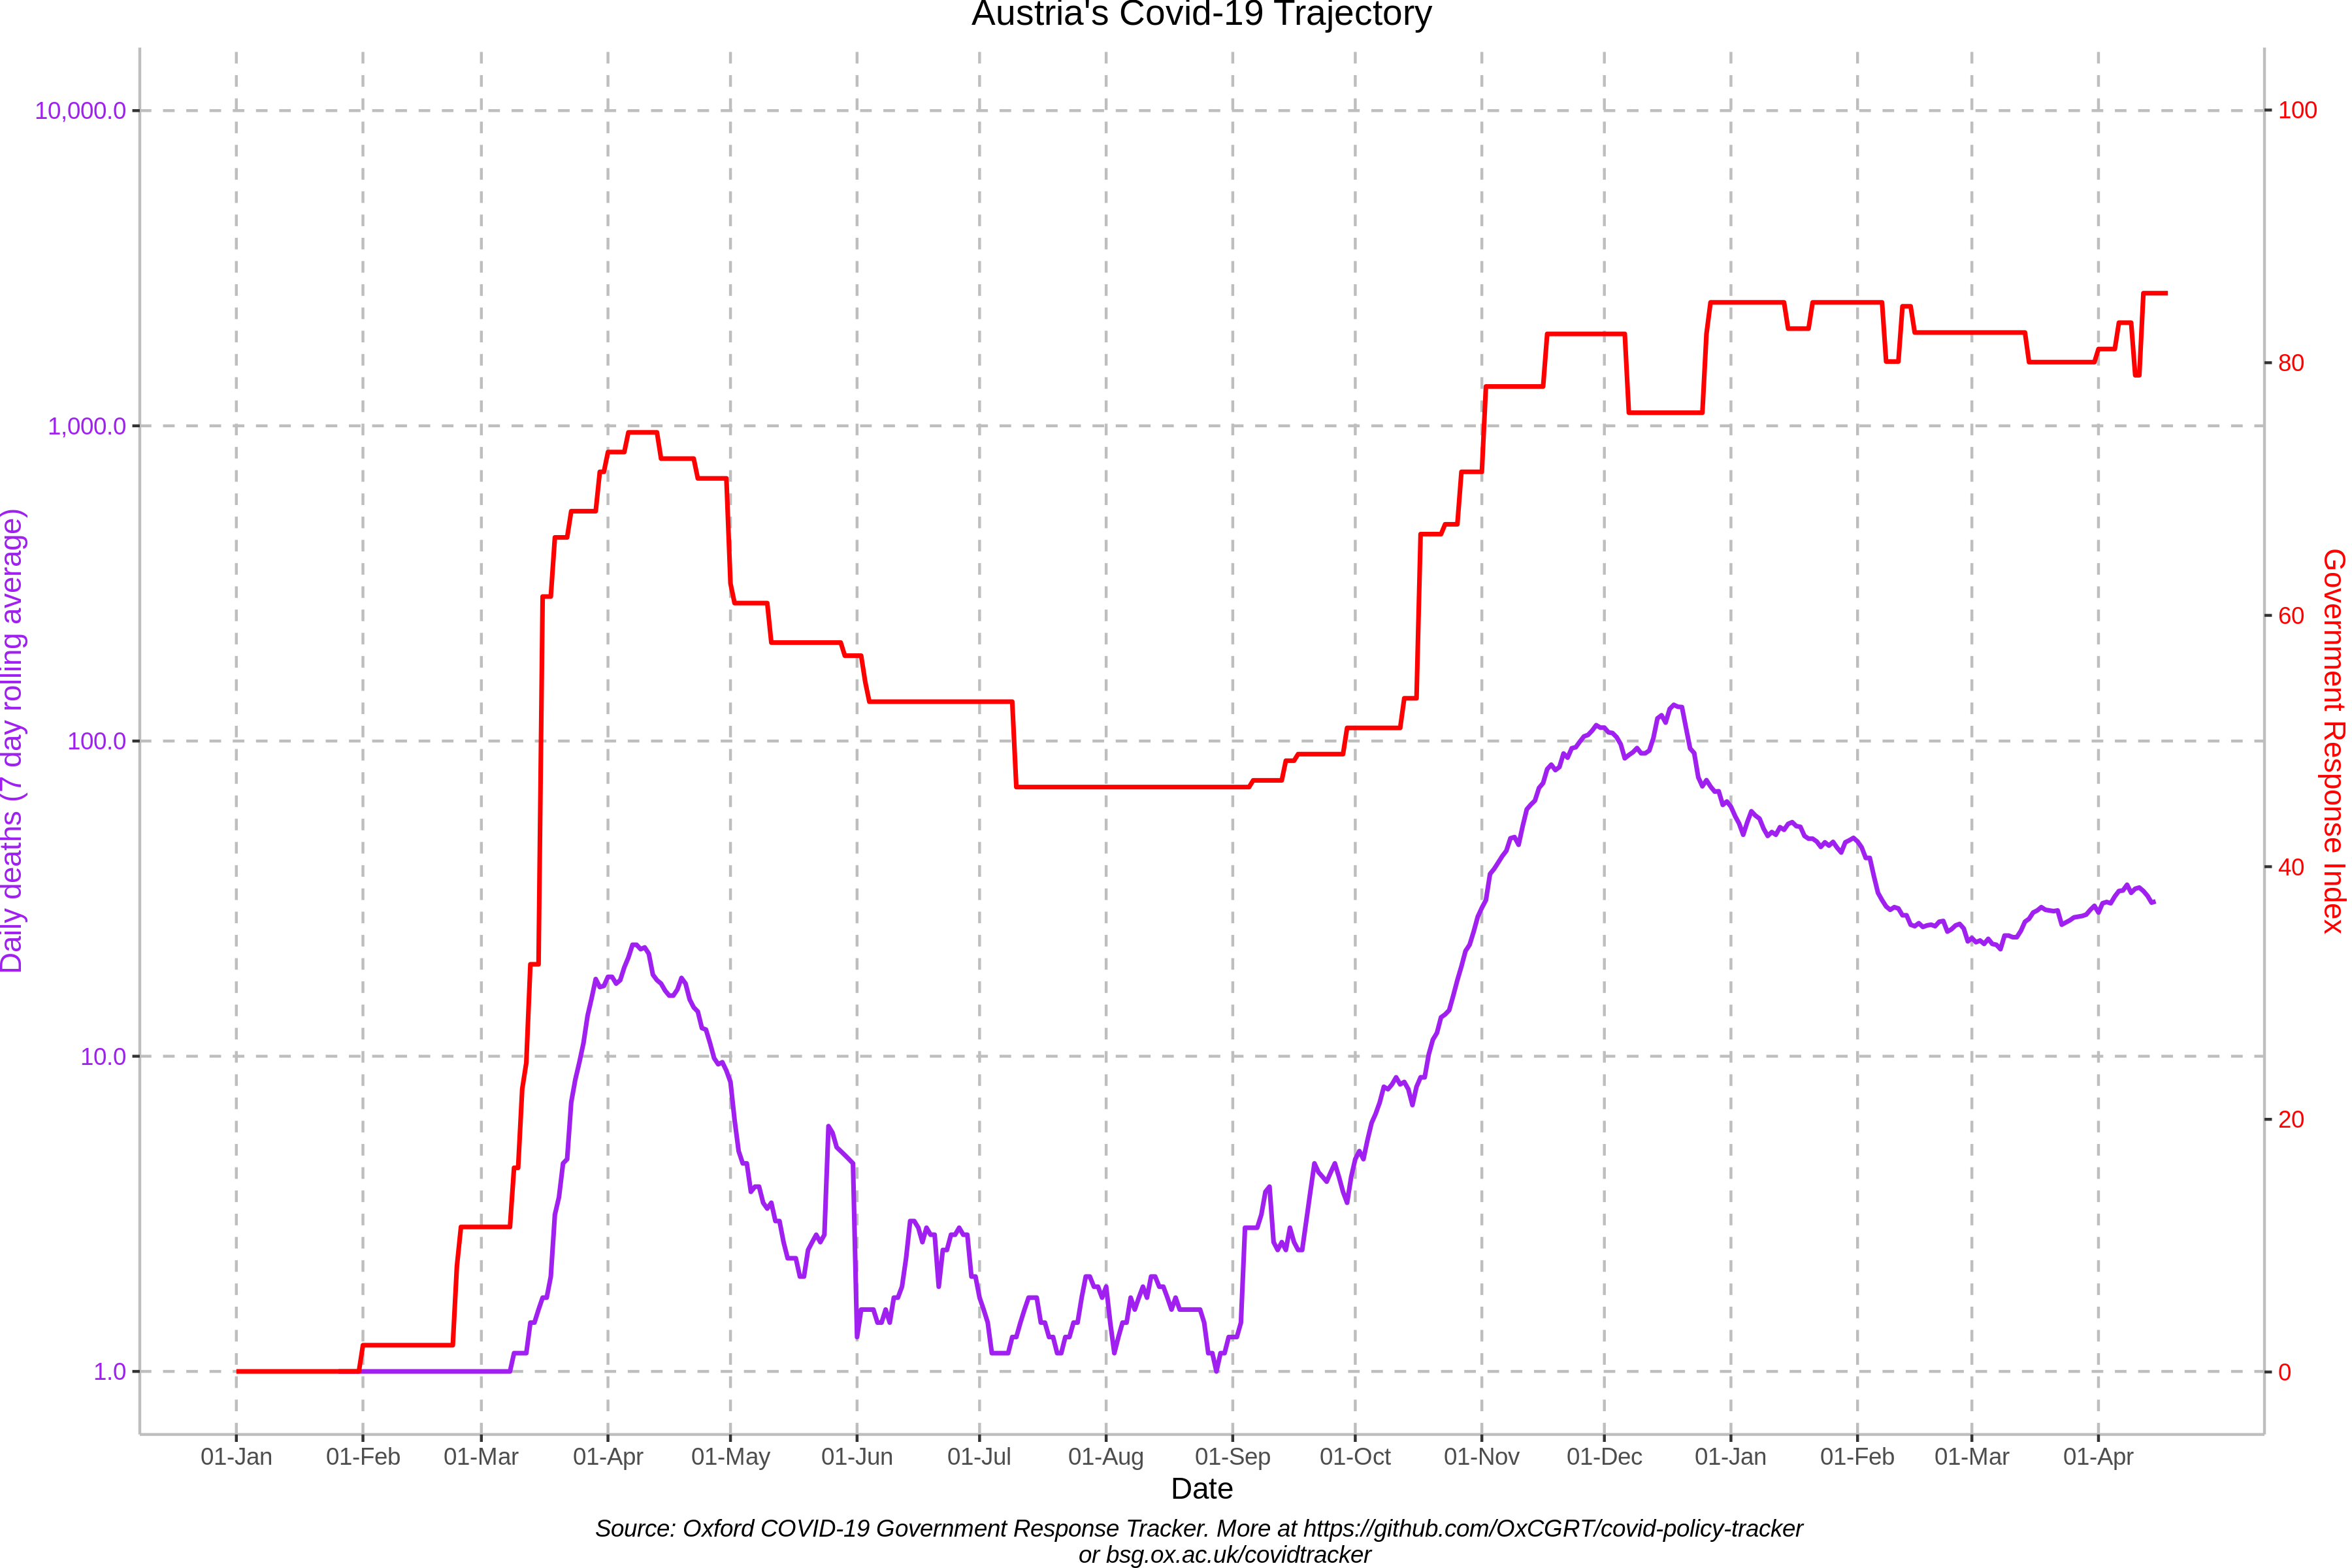 Austria's Covid-19 Trajectory
10,000.0
1,000.0
100.0
10.0
1.0
Daily deaths (7 day rolling average)
100
80
60
40
20
0
Government Response Index
01-Jan 01-Feb 01-Mar 01-Apr 01-May 01-Jun 01-Jul 01-Aug 01-Sep 01-Oct 01-Nov 01-Dec 01-Jan 01-Feb 01-Mar 01-Apr
Date
Source: Oxford COVID-19 Government Response Tracker. More at https://github.com/OxCGRT/covid-policy-tracker
or bsg.ox.ac.uk/covidtracker